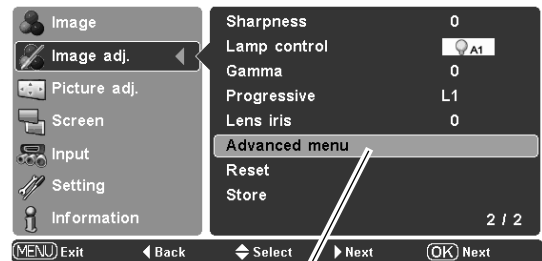 Image
Image adj.
Picture adj.
Screen
Input
Setting
Information
Sharpness 0
Lamp control A1
Gamma 0
Progressive L1
Lens iris 0
Advanced menu
Reset
Store
2 / 2
MENU Exit Back Select Next OK Next